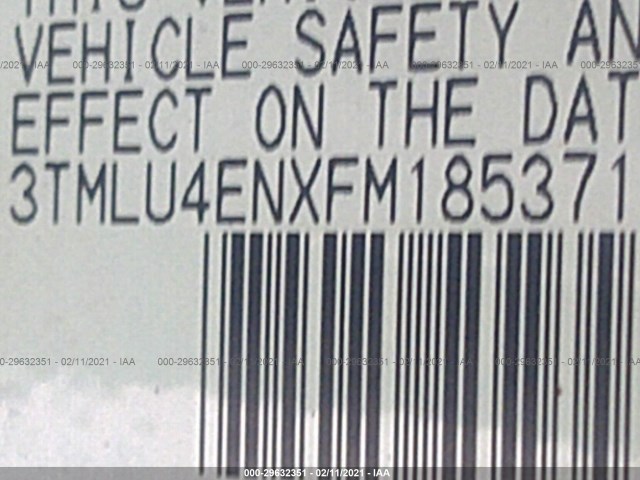 VEHICLE SAFETY AN
EFFECT ON THE DAT
3TMLU4ENXFM185371
000-29632351 - 02/11/2021 - IAA